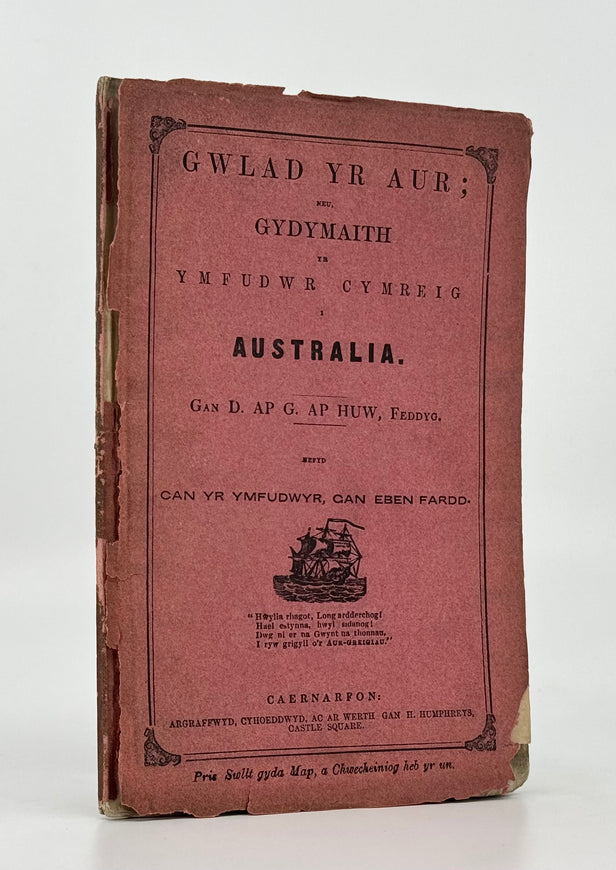 GWLAD YR AUR;
NEU,
GYDYMAITH
YR
YMFUDWR CYMREIG
I
AUSTRALIA.
GAN D. AP G. AP HUW, FEDDYG.
HEFYD
CAN YR YMFUDWYR, GAN EBEN FARDD.
"Hwylia rhagot, Long ardderchog!
Hael estynna, hwyl sidanog!
Dwg ni er na Gwynt na thonnau,
I ryw grigyll o'r AUR-GREIGIAU."
CAERNARFON:
ARGRAFFWYD, CYHOEDDWYD, AC AR WERTH GAN H. HUMPHREYS,
CASTLE SQUARE.
Pris Swllt gyda Map, a Chwecheiniog heb yr un.